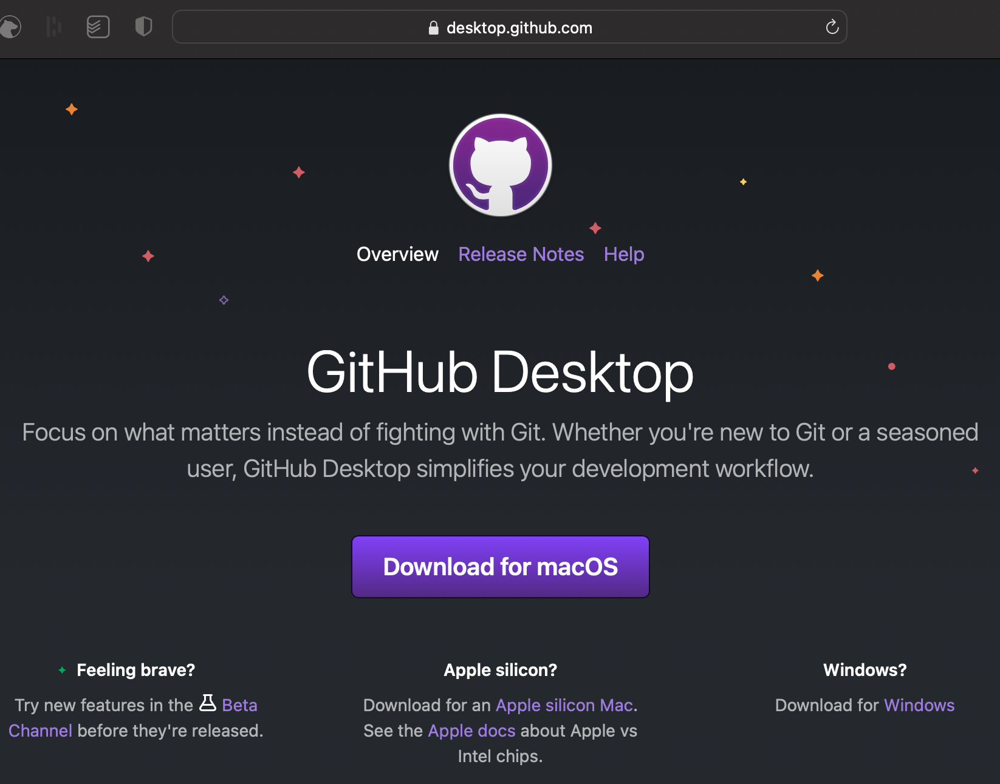 desktop.github.com
Overview Release Notes Help
GitHub Desktop
Focus on what matters instead of fighting with Git. Whether you're new to Git or a seasoned
user, GitHub Desktop simplifies your development workflow.
Download for macOS
Feeling brave?
Try new features in the Beta
Channel before they're released.
Apple silicon?
Download for an Apple silicon Mac.
See the Apple docs about Apple vs
Intel chips.
Windows?
Download for Windows